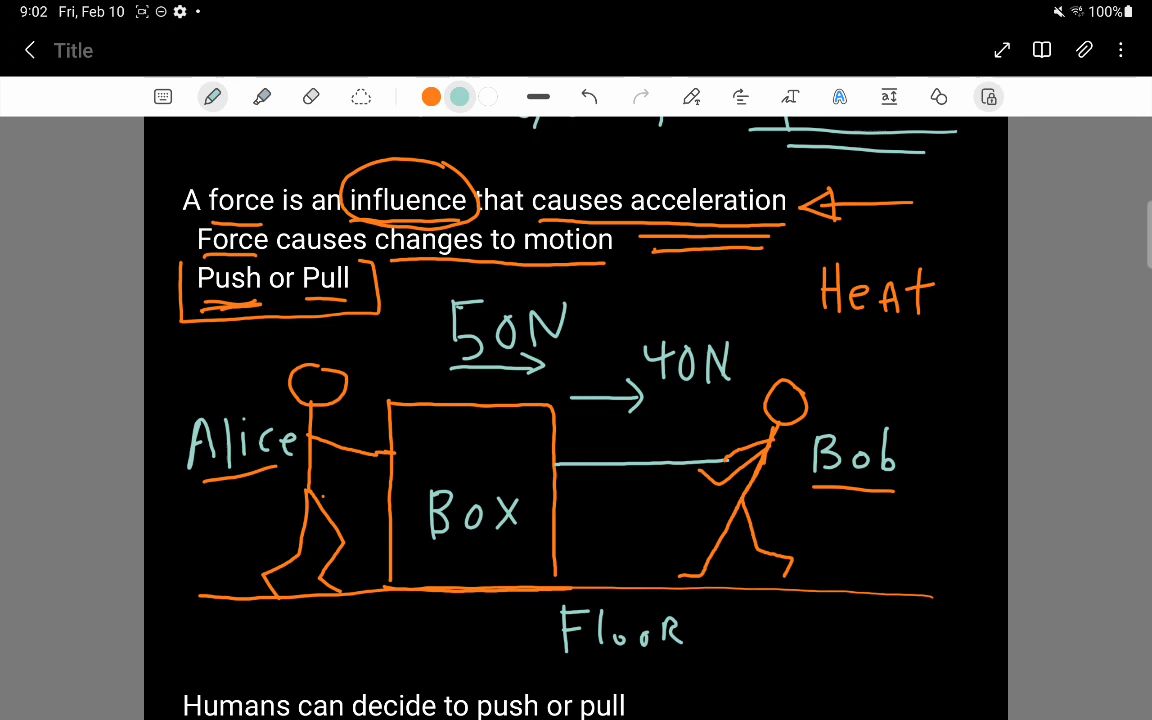 9:02 Fri, Feb 10
100%
Title
A force is an influence that causes acceleration
Force causes changes to motion
Push or Pull
HeAt
50N
40N
Alice
Bob
Box
FlooR
Humans can decide to push or pull